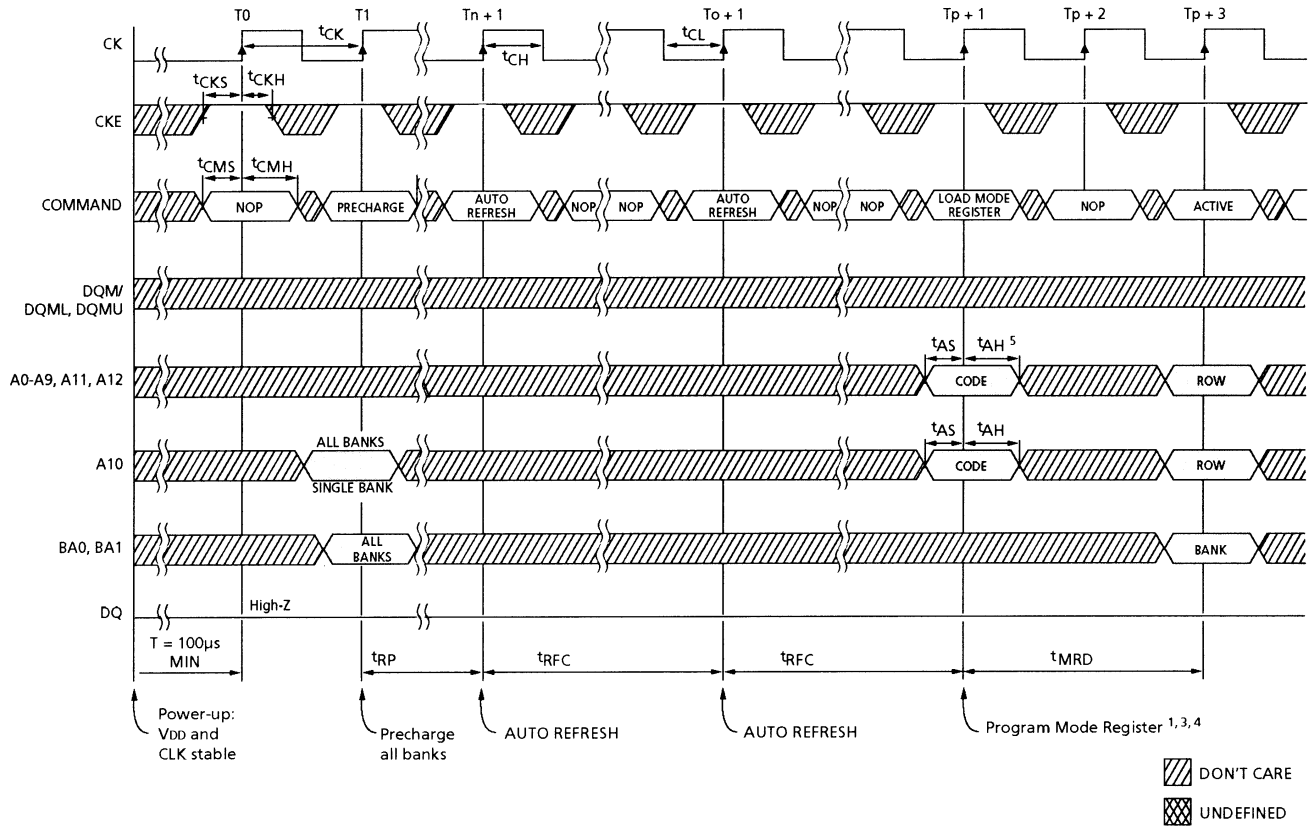 T0 T1 Tn + 1 To + 1 Tp + 1 Tp + 2 Tp + 3
CK tCK tCH tCL
tCKS tCKH
CKE
tCMS tCMH
COMMAND NOP PRECHARGE AUTO REFRESH NOP NOP AUTO REFRESH NOP NOP LOAD MODE REGISTER NOP ACTIVE
DQM/
DQML, DQMU
tAS tAH 5
A0-A9, A11, A12 CODE ROW
ALL BANKS tAS tAH
A10 CODE ROW
SINGLE BANK
BA0, BA1 ALL BANKS BANK
DQ High-Z
T = 100µs
MIN tRP tRFC tRFC tMRD
Power-up:
VDD and
CLK stable
Precharge
all banks
AUTO REFRESH
AUTO REFRESH
Program Mode Register 1, 3, 4
DON'T CARE
UNDEFINED